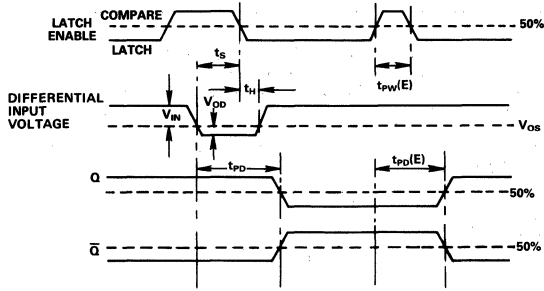 LATCH ENABLE
COMPARE
LATCH
50%
tS
tH
tPW(E)
DIFFERENTIAL
INPUT
VOLTAGE
VIN
VOD
VOS
tPD
tPD(E)
Q
50%
Q̅
50%